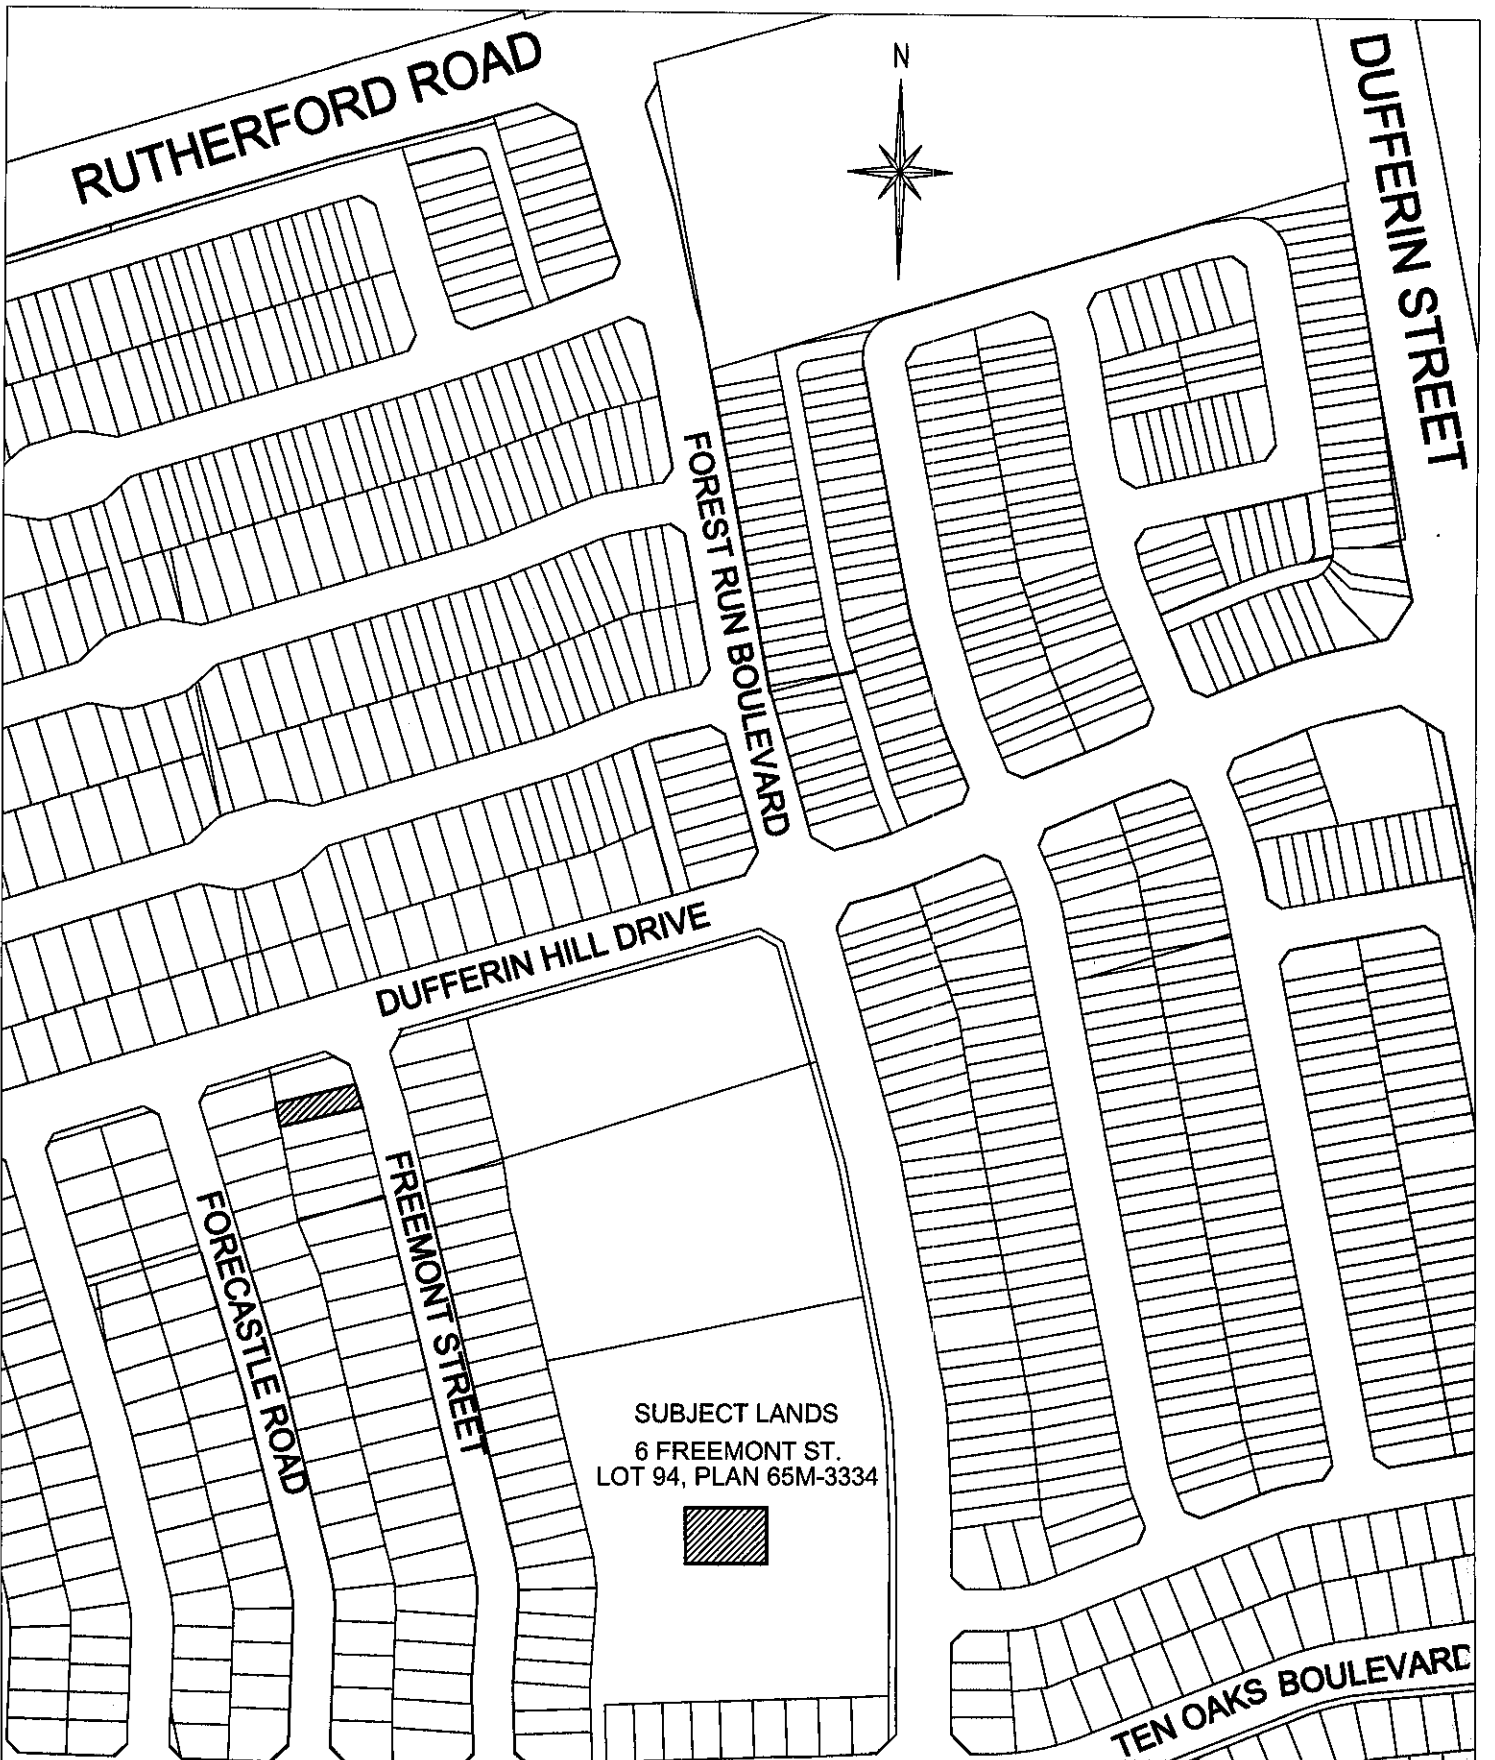 RUTHERFORD ROAD
N
DUFFERIN STREET
FOREST RUN BOULEVARD
DUFFERIN HILL DRIVE
FORECASTLE ROAD
FREEMONT STREET
SUBJECT LANDS
6 FREEMONT ST.
LOT 94, PLAN 65M-3334
TEN OAKS BOULEVARD